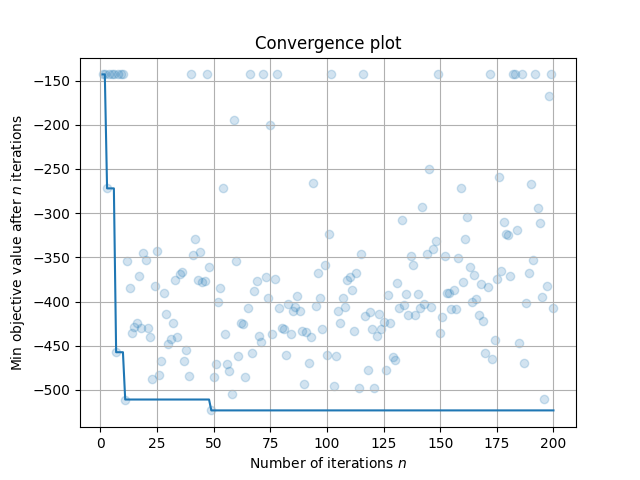 Convergence plot
Min objective value after n iterations
−150
−200
−250
−300
−350
−400
−450
−500
0 25 50 75 100 125 150 175 200
Number of iterations n